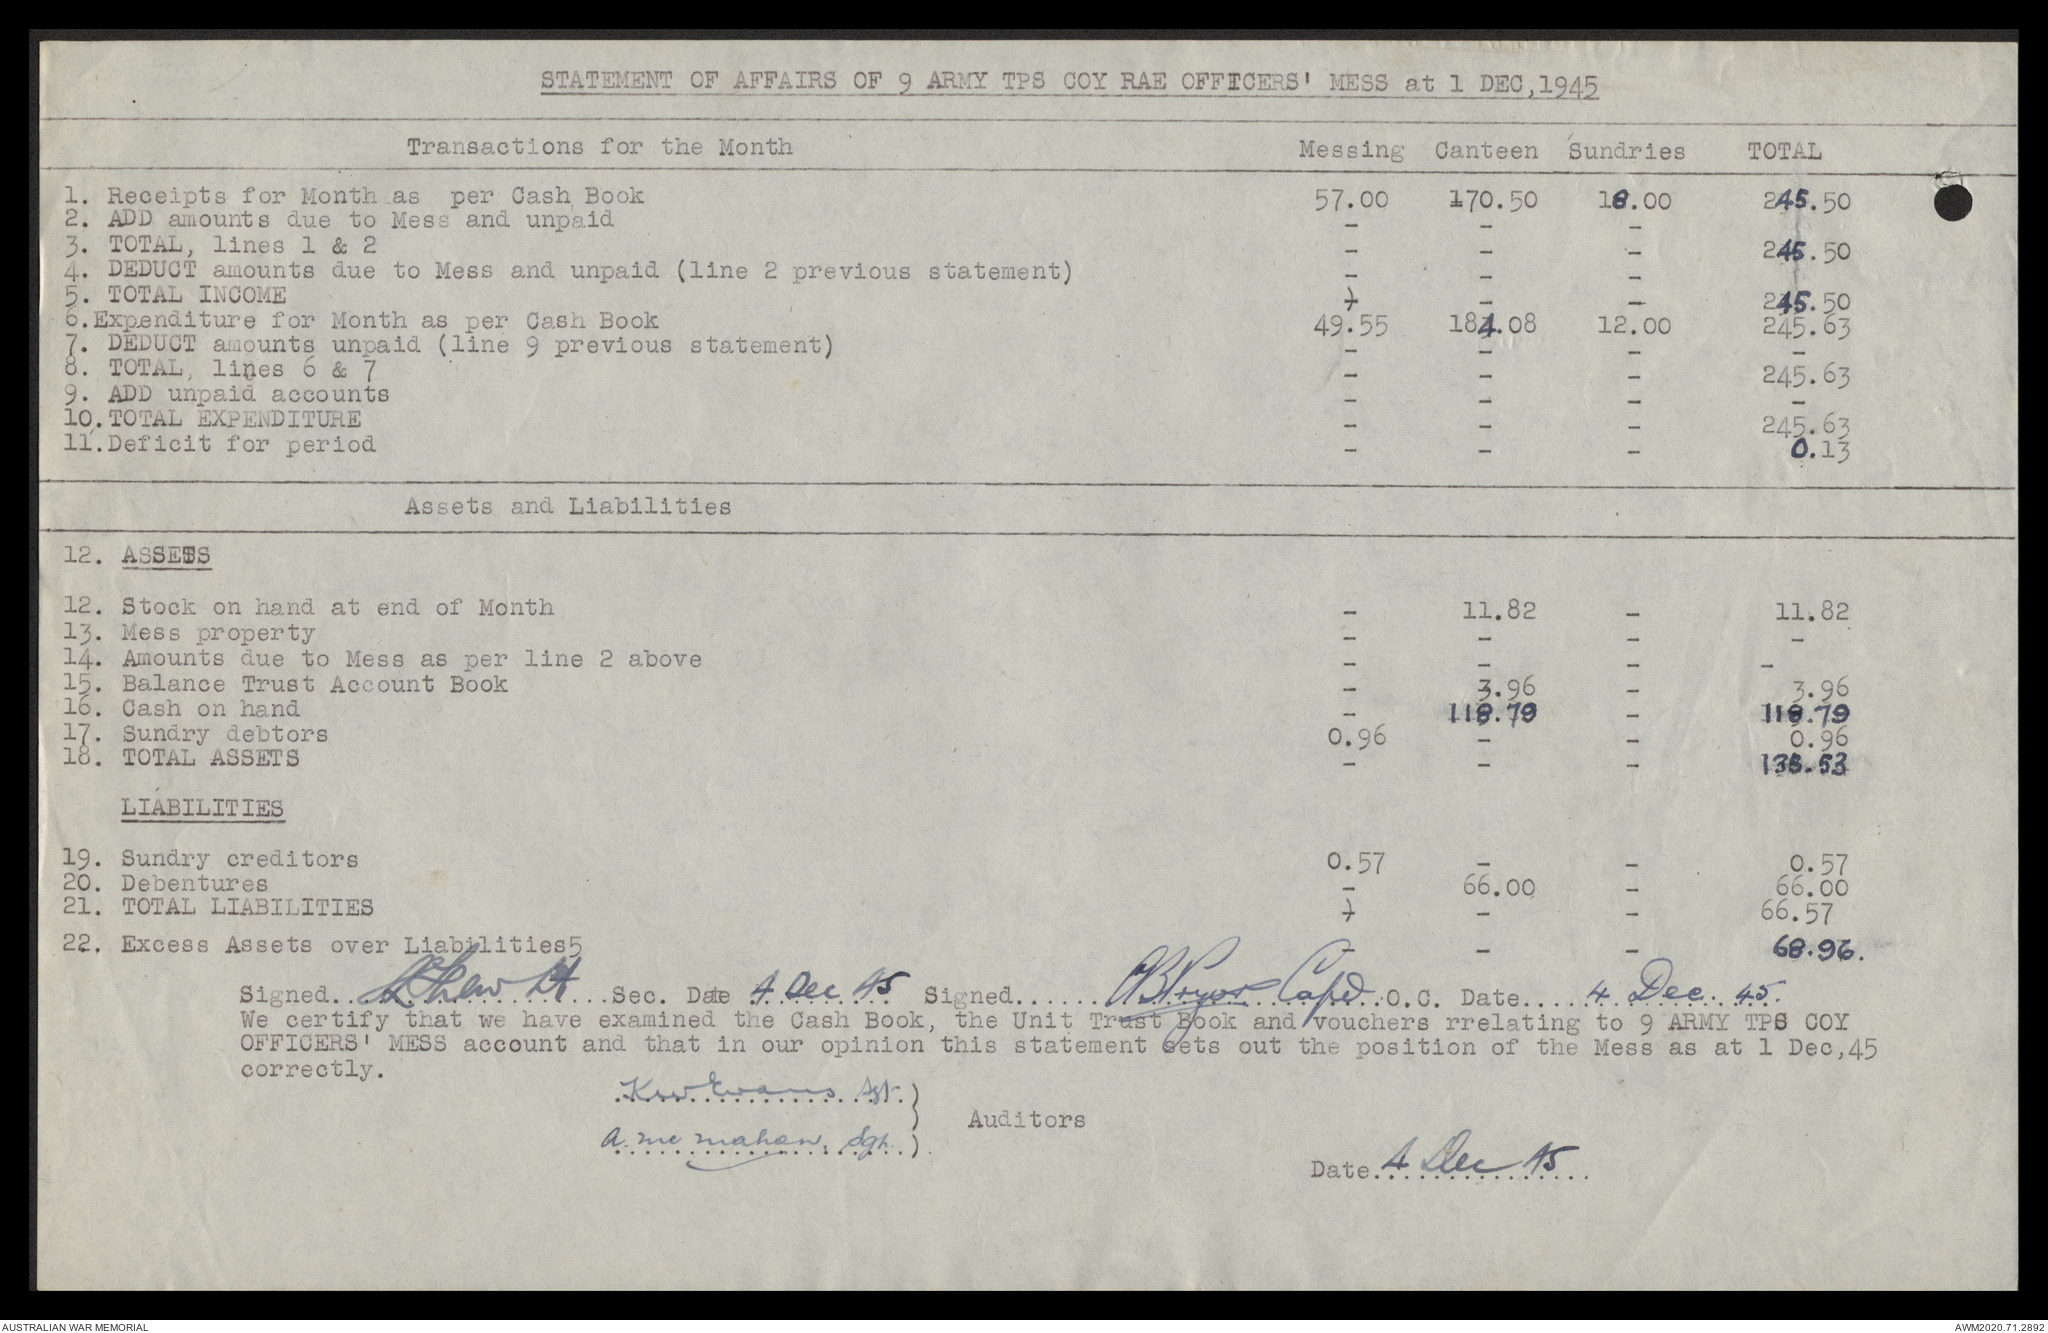 STATEMENT OF AFFAIRS OF 9 ARMY TPS COY RAE OFFICERS' MESS at 1 DEC,1945
Transactions for the Month Messing Canteen Sundries TOTAL
1. Receipts for Month as per Cash Book 57.00 170.50 18.00 245.50
2. ADD amounts due to Mess and unpaid - - -
3. TOTAL, lines 1 & 2 - - - 245.50
4. DEDUCT amounts due to Mess and unpaid (line 2 previous statement) - - -
5. TOTAL INCOME - - - 245.50
6.Expenditure for Month as per Cash Book 49.55 184.08 12.00 245.63
7. DEDUCT amounts unpaid (line 9 previous statement) - - - -
8. TOTAL, lines 6 & 7 - - - 245.63
9. ADD unpaid accounts - - - -
10.TOTAL EXPENDITURE - - - 245.63
11.Deficit for period - - - 0.13
Assets and Liabilities
12. ASSETS
12. Stock on hand at end of Month - 11.82 - 11.82
13. Mess property - - - -
14. Amounts due to Mess as per line 2 above - - - -
15. Balance Trust Account Book - 3.96 - 3.96
16. Cash on hand - 118.79 - 118.79
17. Sundry debtors 0.96 - - 0.96
18. TOTAL ASSETS - - - 135.53
LIABILITIES
19. Sundry creditors 0.57 - - 0.57
20. Debentures - 66.00 - 66.00
21. TOTAL LIABILITIES - - - 66.57
22. Excess Assets over Liabilities5 - - - 68.96.
Signed.. Lt ...Sec. Date 4 Dec 45 Signed...... Pryor Capt ..O.C. Date.... 4 Dec. 45.
We certify that we have examined the Cash Book, the Unit Trust Book and vouchers rrelating to 9 ARMY TPS COY
OFFICERS' MESS account and that in our opinion this statement sets out the position of the Mess as at 1 Dec,45
correctly.
Evans Sgt.)
Auditors
A. McMahon. Sgt.)
Date. 4 Dec 45
AUSTRALIAN WAR MEMORIAL
AWM2020.71.2892